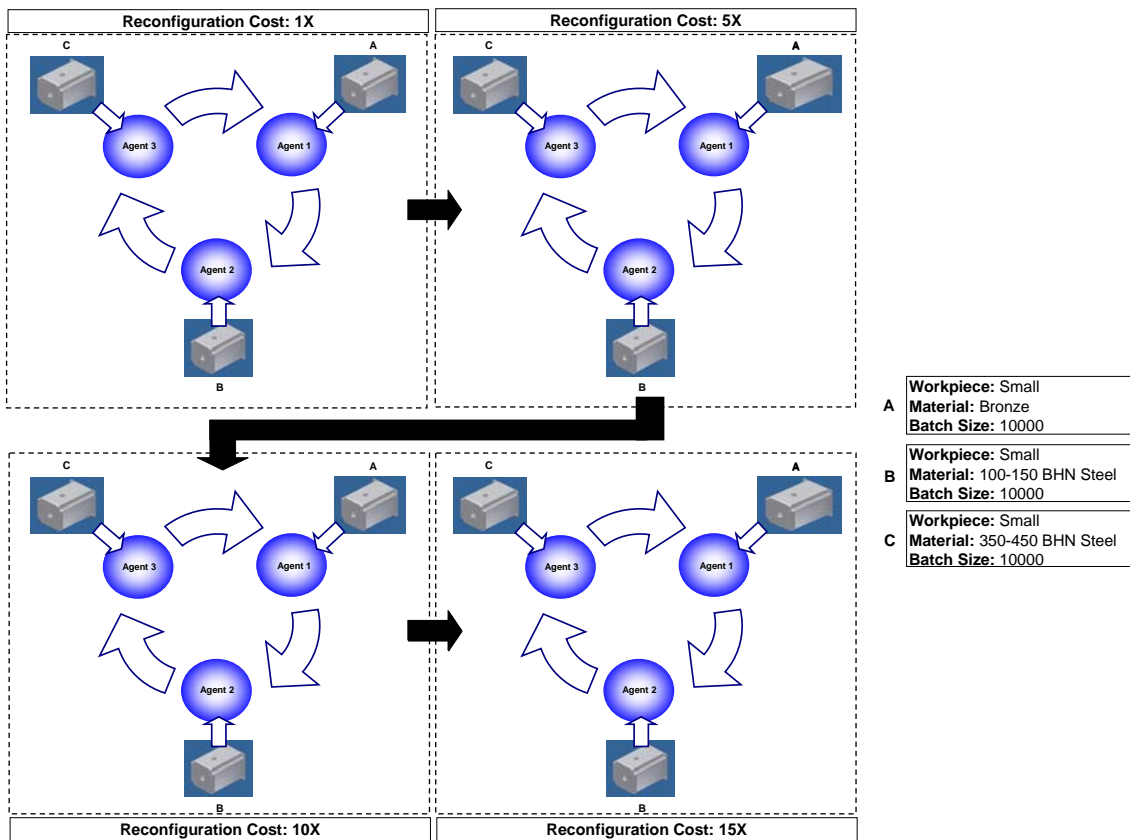 Reconfiguration Cost: 1X
Reconfiguration Cost: 5X
C
A
Agent 3
Agent 1
Agent 2
B
C
A
Agent 3
Agent 1
Agent 2
B
C
A
Agent 3
Agent 1
Agent 2
B
C
A
Agent 3
Agent 1
Agent 2
B
Reconfiguration Cost: 10X
Reconfiguration Cost: 15X
A
Workpiece: Small
Material: Bronze
Batch Size: 10000
B
Workpiece: Small
Material: 100-150 BHN Steel
Batch Size: 10000
C
Workpiece: Small
Material: 350-450 BHN Steel
Batch Size: 10000